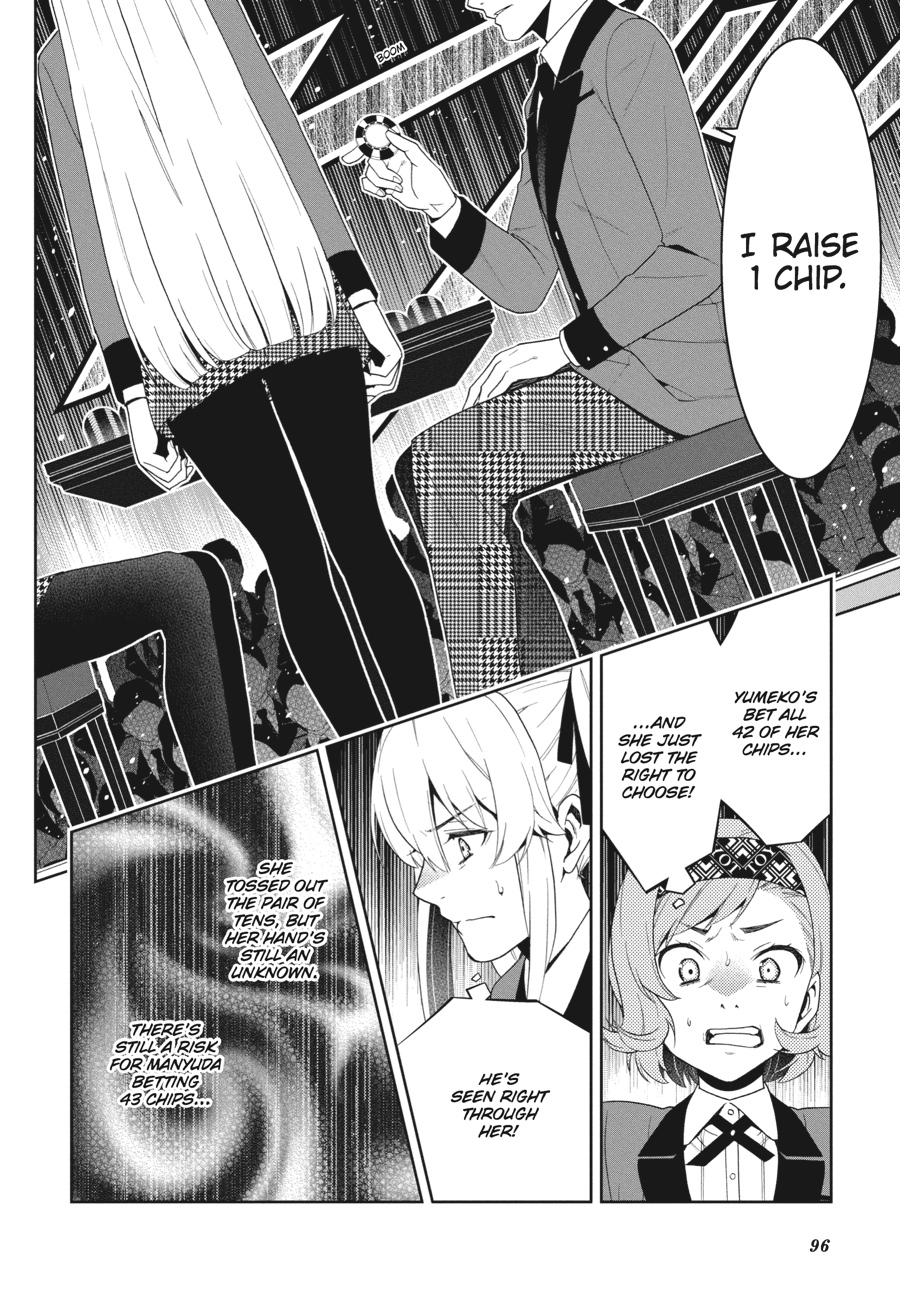 BOOM
I RAISE
1 CHIP.
YUMEKO'S
BET ALL
42 OF HER
CHIPS...
...AND
SHE JUST
LOST THE
RIGHT TO
CHOOSE!
HE'S
SEEN RIGHT
THROUGH
HER!
SHE
TOSSED OUT
THE PAIR OF
TENS, BUT
HER HAND'S
STILL AN
UNKNOWN.
THERE'S
STILL A RISK
FOR MANYUDA
BETTING
43 CHIPS...
96